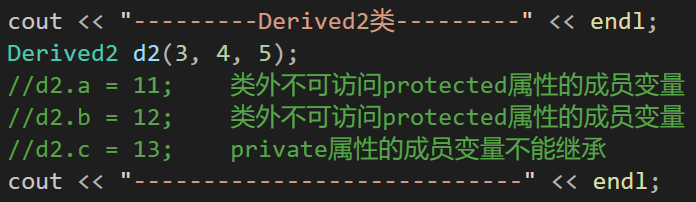 cout << "---------Derived2类---------" << endl;
Derived2 d2(3, 4, 5);
//d2.a = 11;    类外不可访问protected属性的成员变量
//d2.b = 12;    类外不可访问protected属性的成员变量
//d2.c = 13;    private属性的成员变量不能继承
cout << "----------------------------" << endl;